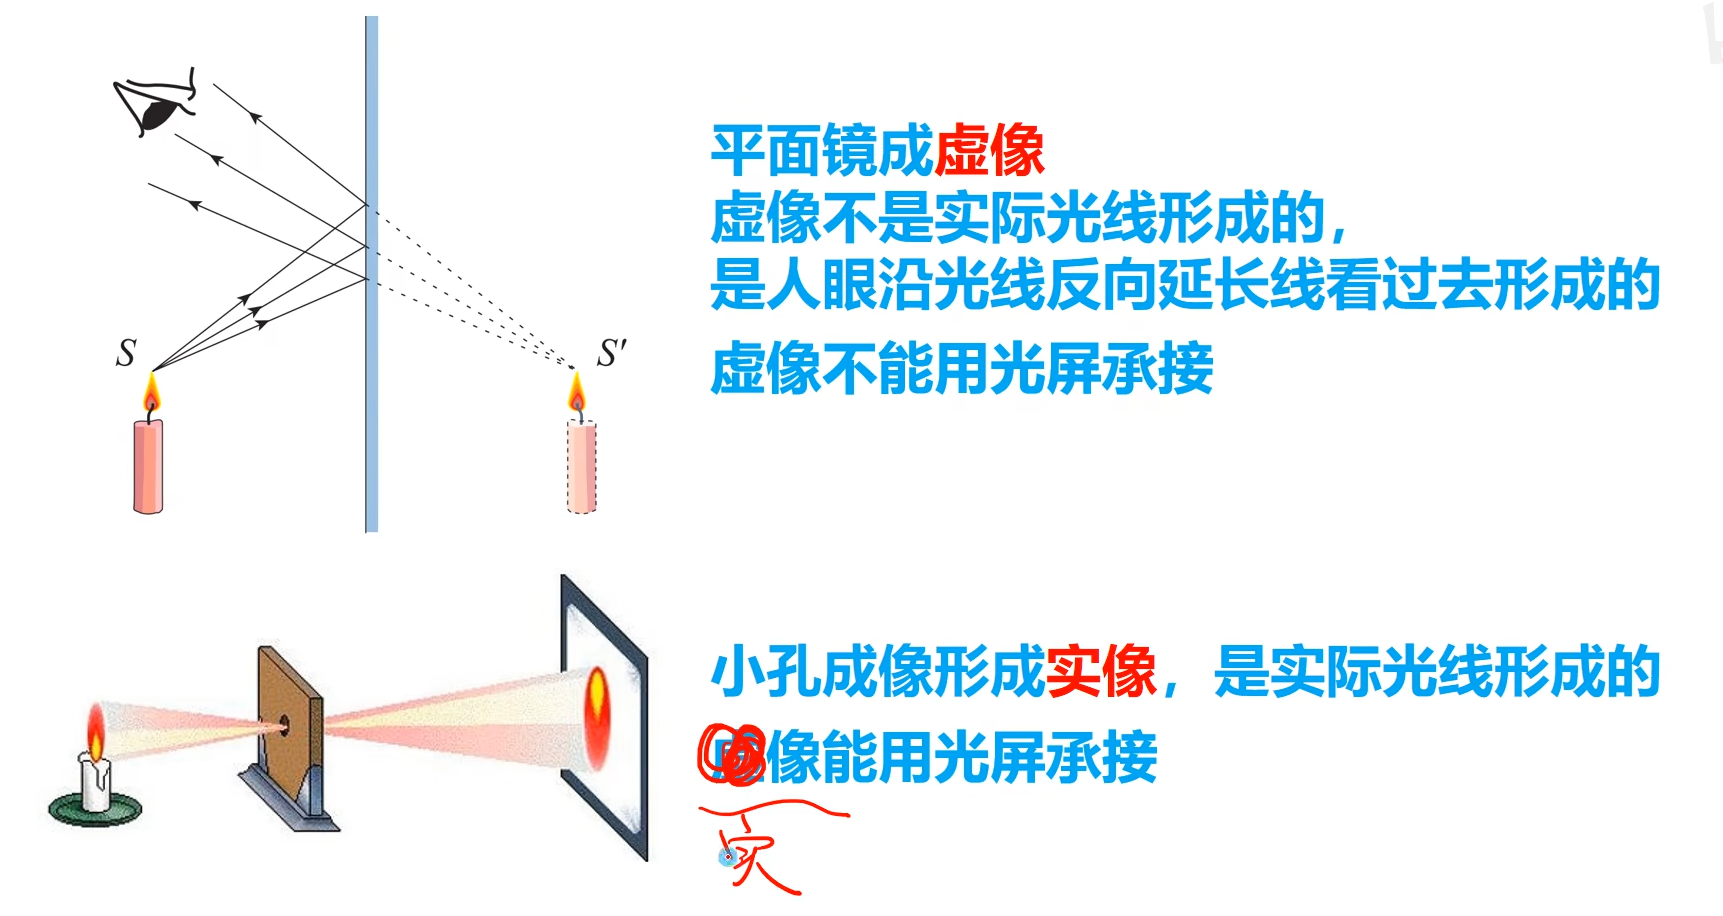 S
S′
平面镜成虚像
虚像不是实际光线形成的，
是人眼沿光线反向延长线看过去形成的
虚像不能用光屏承接
小孔成像形成实像，是实际光线形成的
像能用光屏承接
实